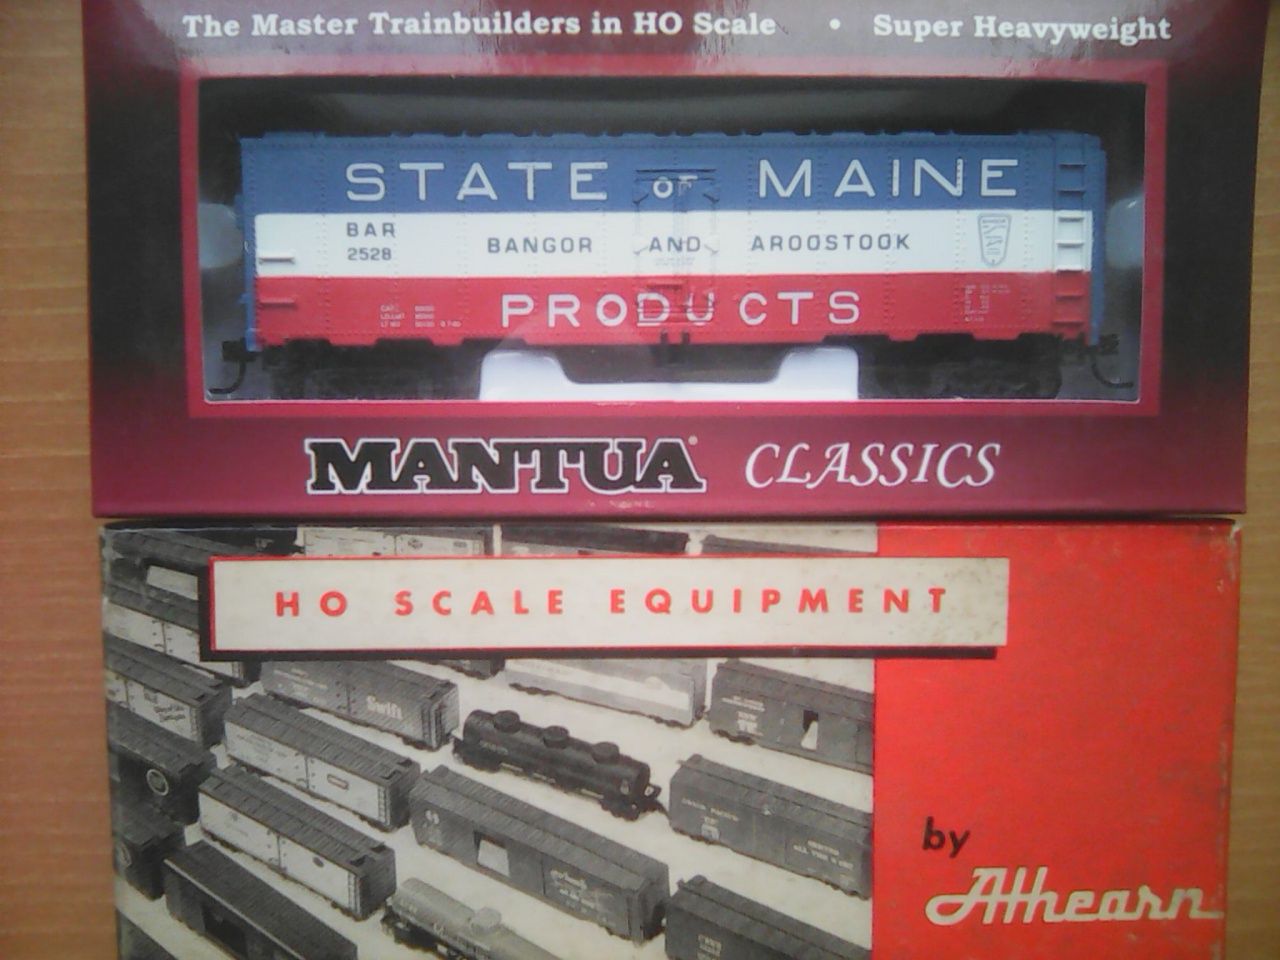 The Master Trainbuilders in HO Scale • Super Heavyweight
STATE OF MAINE
BAR
2528
BANGOR AND AROOSTOOK
PRODUCTS
MANTUA CLASSICS
HO SCALE EQUIPMENT
Swift
by
Athearn